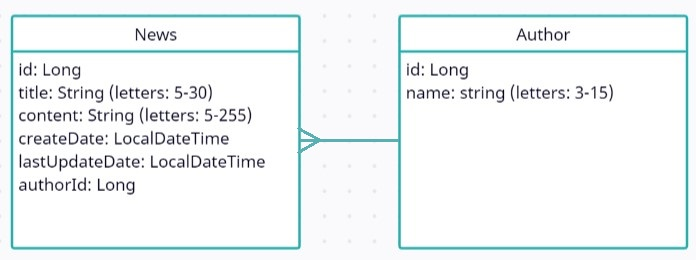 News
id: Long
title: String (letters: 5-30)
content: String (letters: 5-255)
createDate: LocalDateTime
lastUpdateDate: LocalDateTime
authorId: Long
Author
id: Long
name: string (letters: 3-15)